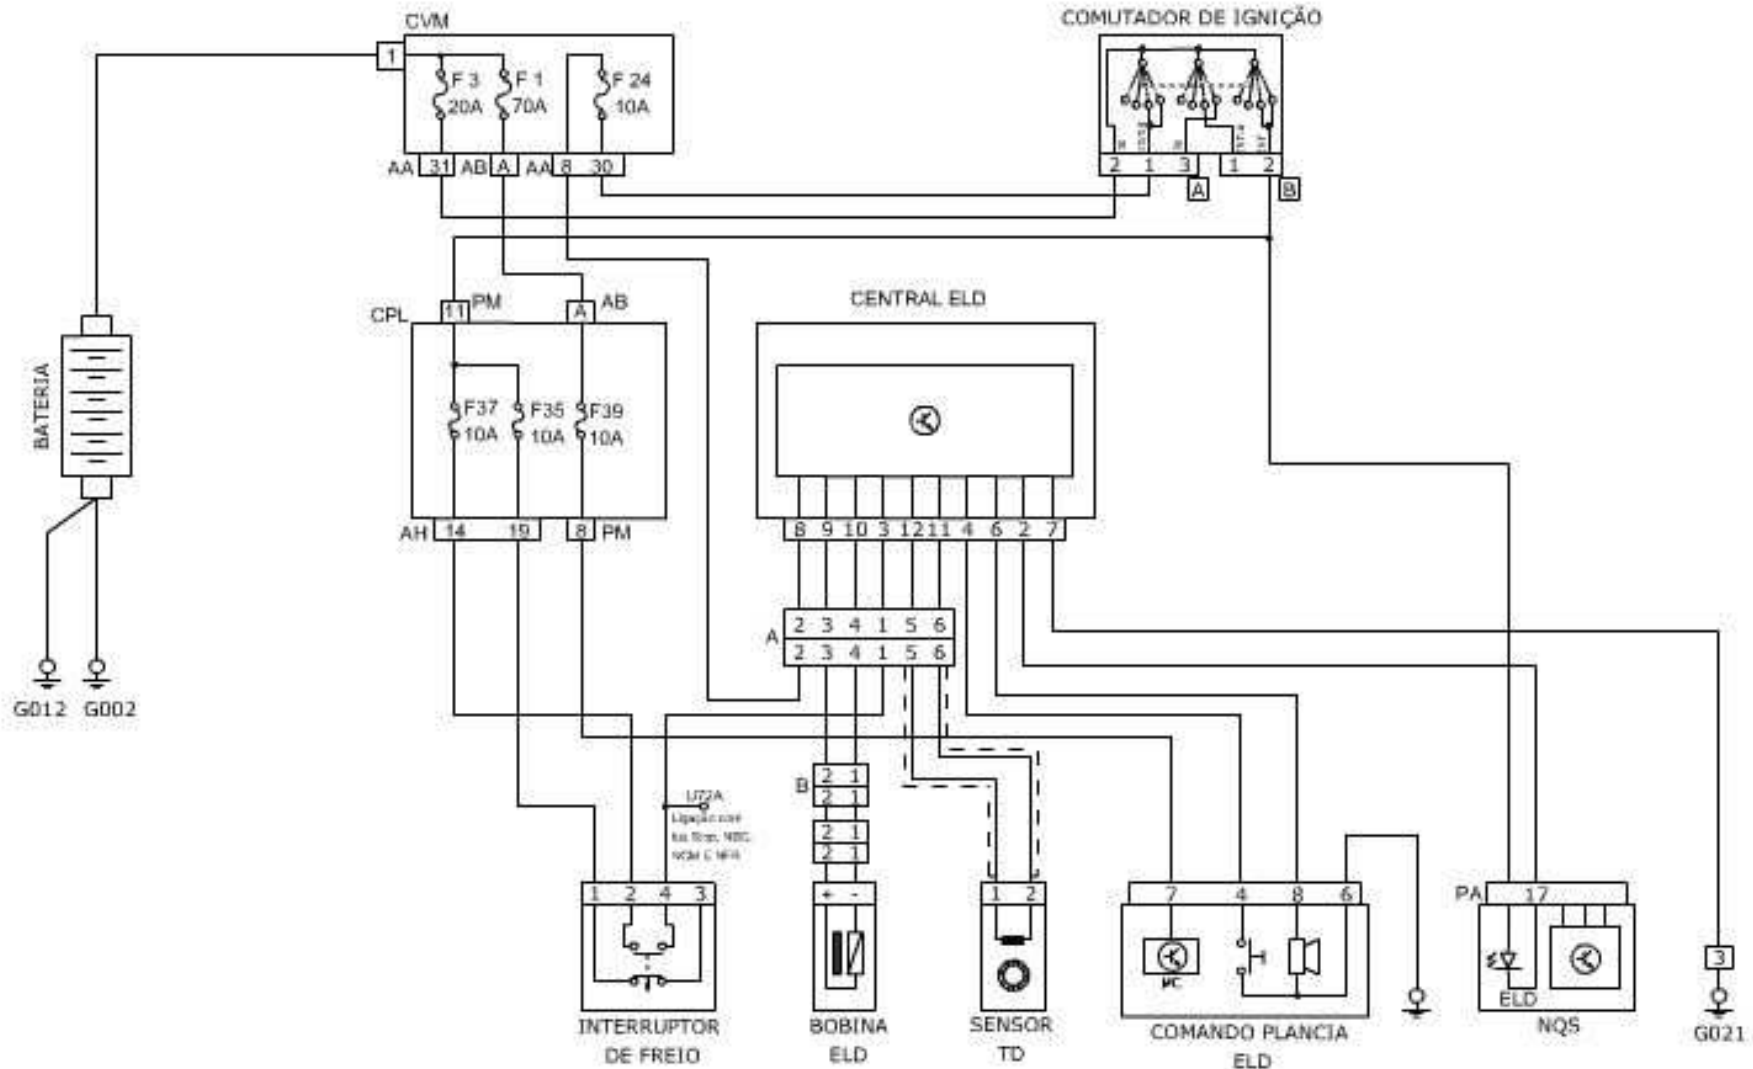 CVM
COMUTADOR DE IGNIÇÃO
1
F 3
20A
F 1
70A
F 24
10A
AA 31 AB A AA 8 30
2 1 3 1 2
A B
CENTRAL ELD
CPL 11 PM A AB
BATERIA
F37
10A
F35
10A
F39
10A
AH 14 19 8 PM
8 9 10 3 12 11 4 6 2 7
A
2 3 4 1 5 6
2 3 4 1 5 6
G012 G002
B
2 1
2 1
2 1
2 1
U72A
Ligação com
1 2 4 3
+ -
1 2
7 4 8 6
PA 17
3
µC
ELD
INTERRUPTOR
DE FREIO
BOBINA
ELD
SENSOR
TD
COMANDO PLANCIA
ELD
NQS
G021